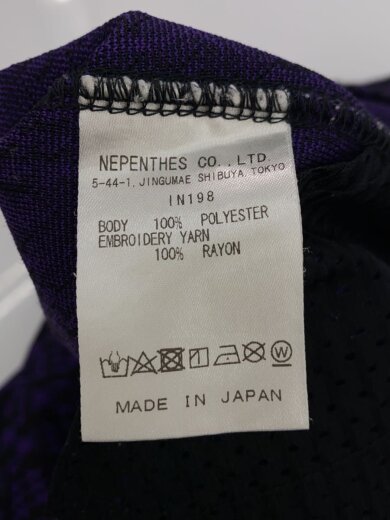 NEPENTHES CO., LTD.
5-44-1, JINGUMAE SHIBUYA, TOKYO
IN198
BODY 100% POLYESTER
EMBROIDERY YARN
100% RAYON
W
MADE IN JAPAN